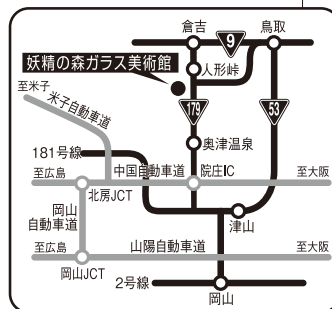 倉吉
鳥取
9
妖精の森ガラス美術館
人形峠
至米子
米子自動車道
179
53
奥津温泉
181号線
至広島
中国自動車道
院庄IC
至大阪
北房JCT
岡山
自動車道
津山
至広島
山陽自動車道
至大阪
岡山JCT
2号線
岡山